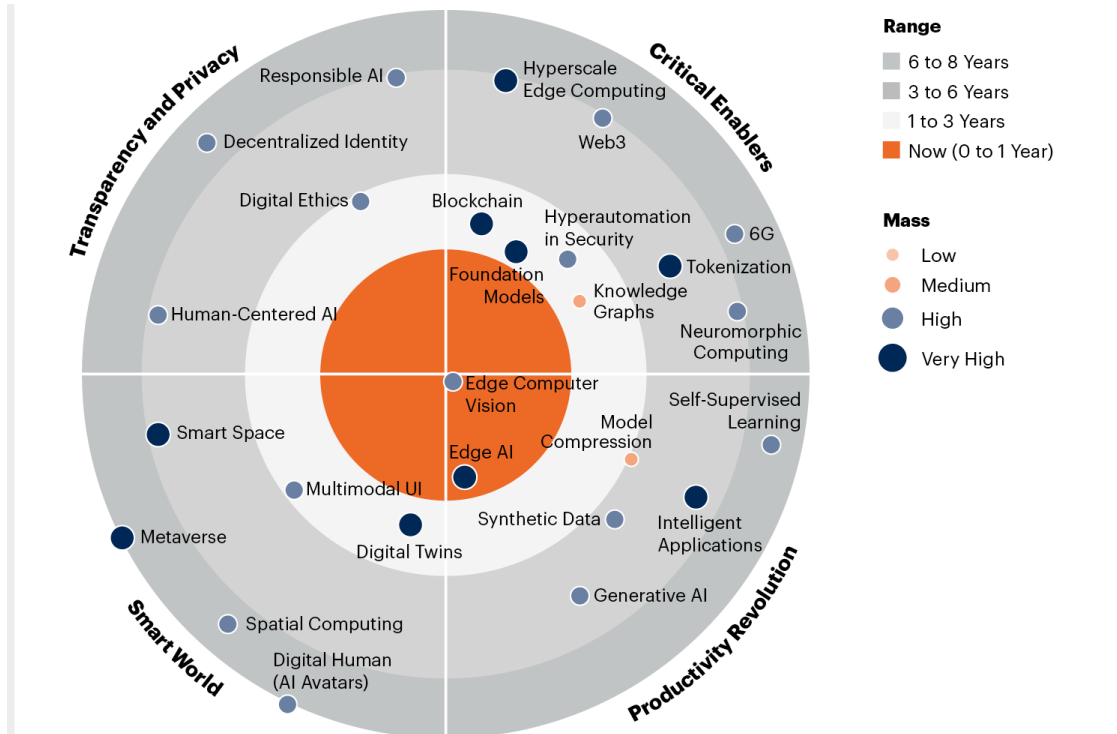 Transparency and Privacy
Critical Enablers
Responsible AI
Decentralized Identity
Digital Ethics
Human-Centered AI
Hyperscale
Edge Computing
Web3
Blockchain
Hyperautomation
in Security
6G
Tokenization
Foundation
Models
Knowledge
Graphs
Neuromorphic
Computing
Edge Computer
Vision
Self-Supervised
Learning
Model
Compression
Edge AI
Synthetic Data
Intelligent
Applications
Generative AI
Productivity Revolution
Smart Space
Multimodal UI
Metaverse
Digital Twins
Spatial Computing
Digital Human
(AI Avatars)
Smart World
Range
6 to 8 Years
3 to 6 Years
1 to 3 Years
Now (0 to 1 Year)
Mass
Low
Medium
High
Very High